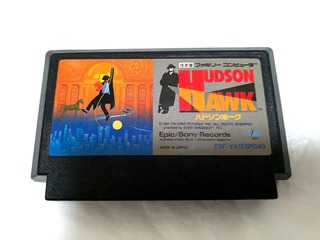 ファミリー コンピュータ
HUDSON
HAWK
ハドソンホーク
Epic/Sony Records
MADE IN JAPAN
ESF-Y4/ESPG40